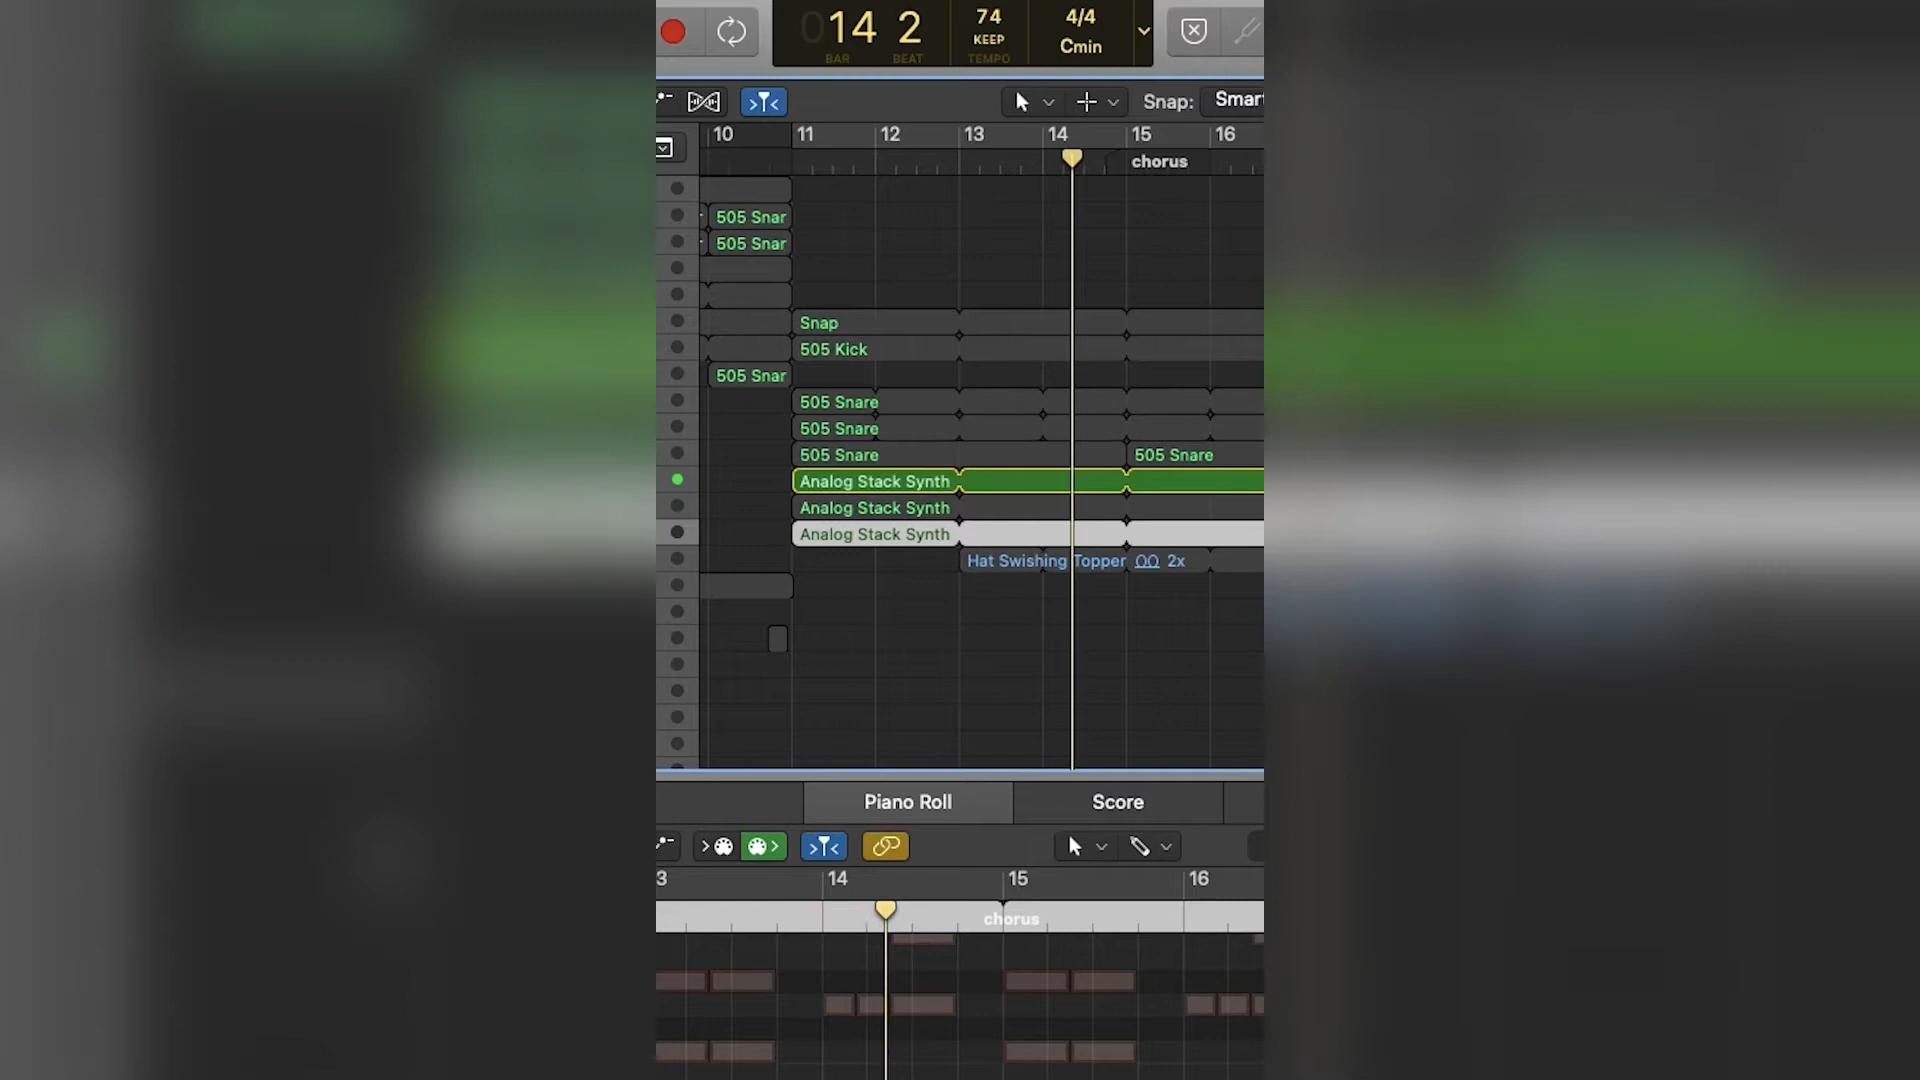 014 2
BAR BEAT
74
KEEP
TEMPO
4/4
Cmin
Snap: Smar
10 11 12 13 14 15 16
chorus
505 Snar
505 Snar
Snap
505 Kick
505 Snar
505 Snare
505 Snare
505 Snare 505 Snare
Analog Stack Synth
Analog Stack Synth
Analog Stack Synth
Hat Swishing Topper 2x
Piano Roll Score
3 14 15 16
chorus